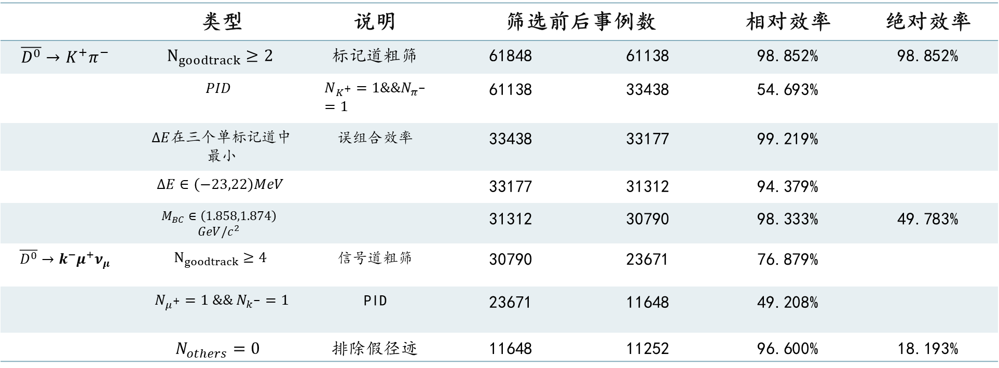 类型 说明 筛选前后事例数 相对效率 绝对效率
$\overline{D^0} \to K^+\pi^-$ $\mathrm{N_{goodtrack}} \geq 2$ 标记道粗筛 61848 61138 98.852% 98.852%
$PID$ $N_{K^+} = 1\&\&N_{\pi^-}$ 61138 33438 54.693%
$= 1$
$\Delta E$在三个单标记道中 误组合效率 33438 33177 99.219%
最小
$\Delta E \in (-23,22)MeV$ 33177 31312 94.379%
$M_{BC} \in (1.858,1.874)$ 31312 30790 98.333% 49.783%
$GeV/c^2$
$\overline{D^0} \to \boldsymbol{k^-\mu^+\nu_\mu}$ $\mathrm{N_{goodtrack}} \geq 4$ 信号道粗筛 30790 23671 76.879%
$N_{\mu^+} = 1\ \&\&\ N_{k^-} = 1$ PID 23671 11648 49.208%
$N_{others} = 0$ 排除假径迹 11648 11252 96.600% 18.193%